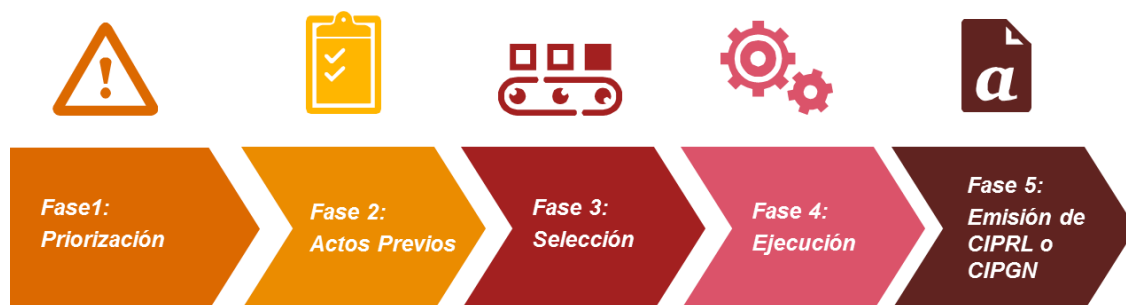 a
Fase1:
Priorización
Fase 2:
Actos Previos
Fase 3:
Selección
Fase 4:
Ejecución
Fase 5:
Emisión de
CIPRL o
CIPGN